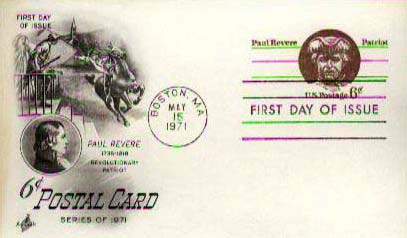 FIRST DAY
OF ISSUE
PAUL REVERE
1735-1818
REVOLUTIONARY
PATRIOT
6¢ POSTAL CARD
SERIES OF 1971
ArtCraft
BOSTON, MA
MAY
15
1971
Paul Revere Patriot
U.S. Postage 6¢
FIRST DAY OF ISSUE